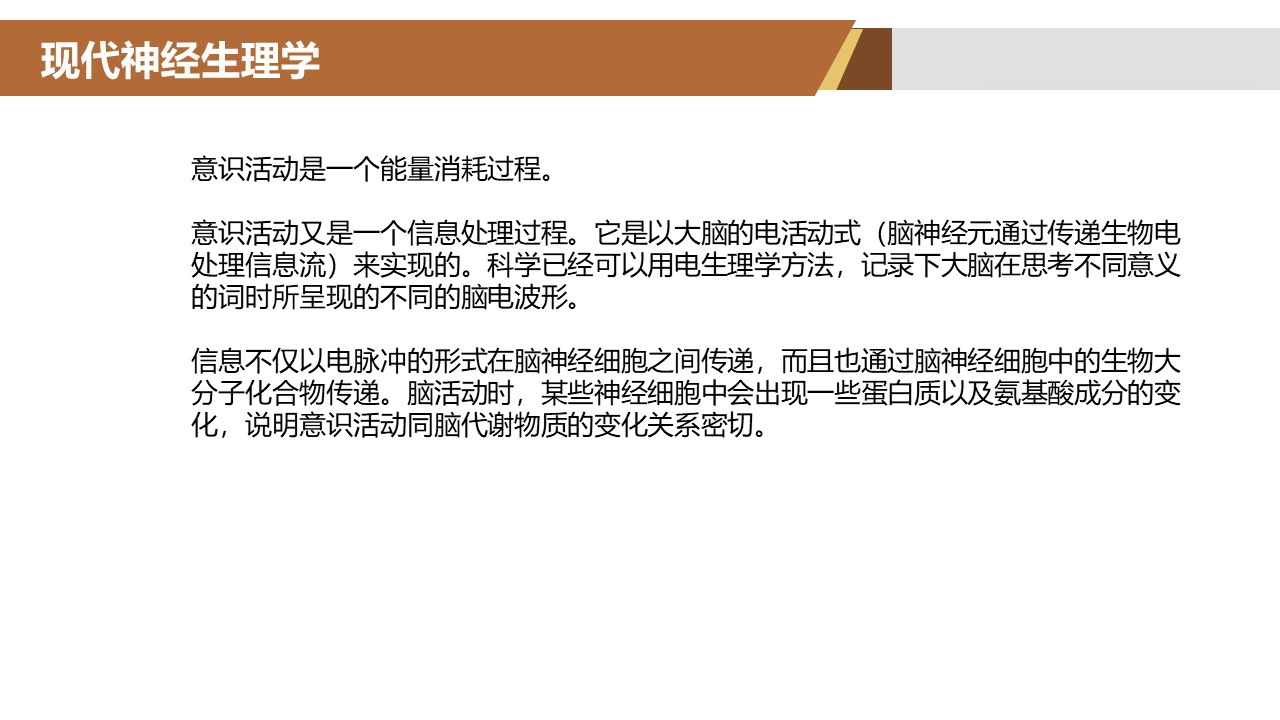 现代神经生理学
意识活动是一个能量消耗过程。
意识活动又是一个信息处理过程。它是以大脑的电活动式（脑神经元通过传递生物电
处理信息流）来实现的。科学已经可以用电生理学方法，记录下大脑在思考不同意义
的词时所呈现的不同的脑电波形。
信息不仅以电脉冲的形式在脑神经细胞之间传递，而且也通过脑神经细胞中的生物大
分子化合物传递。脑活动时，某些神经细胞中会出现一些蛋白质以及氨基酸成分的变
化，说明意识活动同脑代谢物质的变化关系密切。